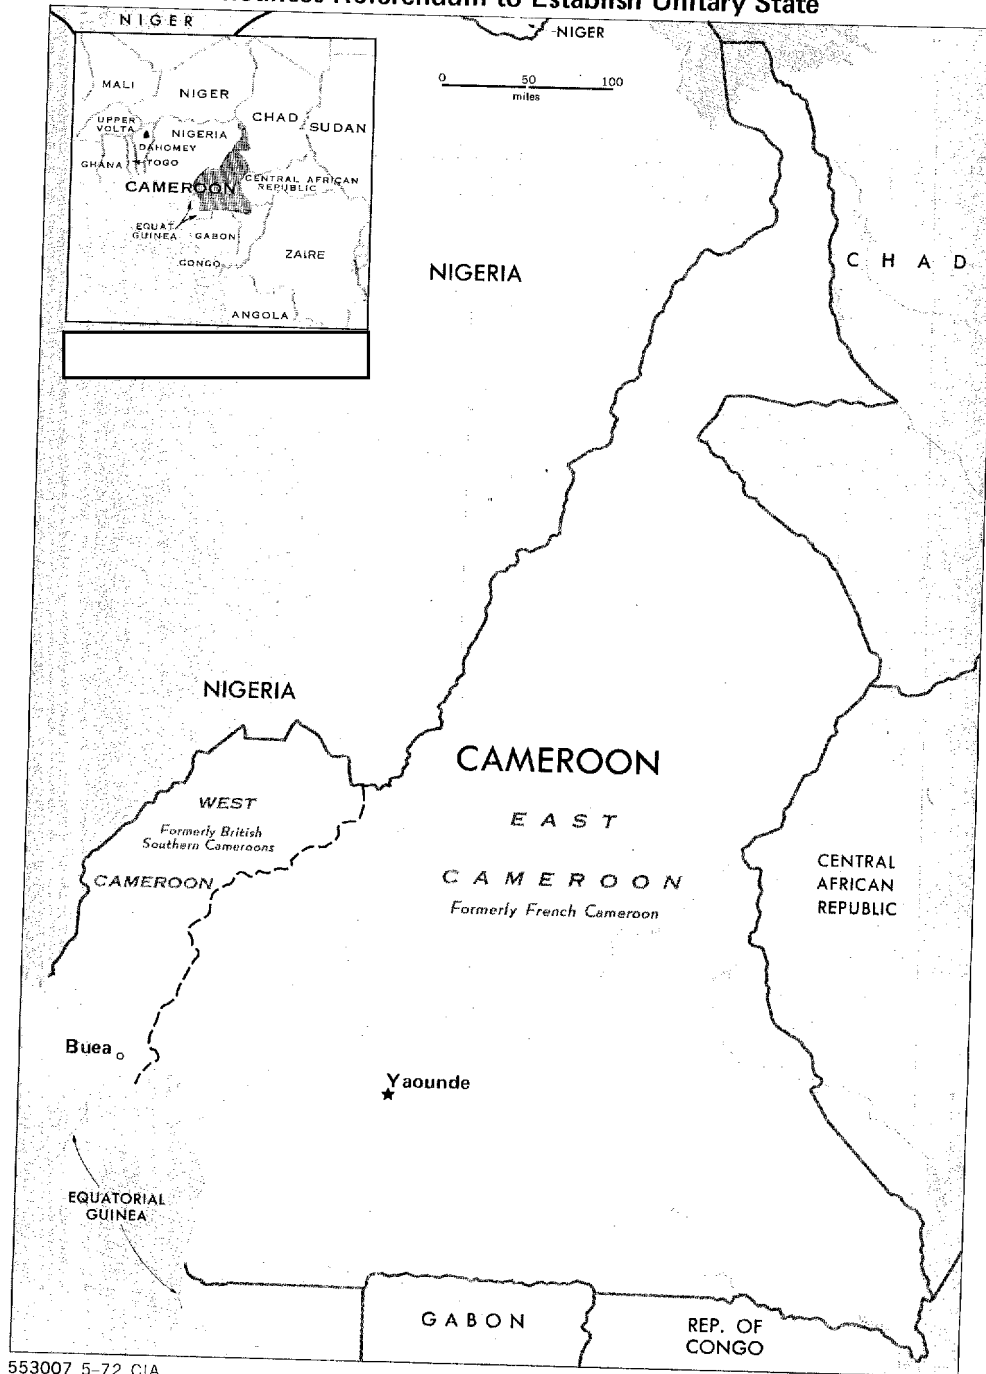 Referendum to Establish Unitary State
NIGER
NIGER
0 50 100
miles
MALI
NIGER
CHAD
SUDAN
UPPER
VOLTA
NIGERIA
DAHOMEY
GHANA
TOGO
CAMEROON
CENTRAL AFRICAN
REPUBLIC
EQUAT.
GUINEA
GABON
CONGO
ZAIRE
ANGOLA
NIGERIA
CHAD
NIGERIA
CAMEROON
WEST
Formerly British
Southern Cameroons
CAMEROON
EAST
CAMEROON
Formerly French Cameroon
CENTRAL
AFRICAN
REPUBLIC
Buea
Yaounde
EQUATORIAL
GUINEA
GABON
REP. OF
CONGO
553007 5-72 CIA